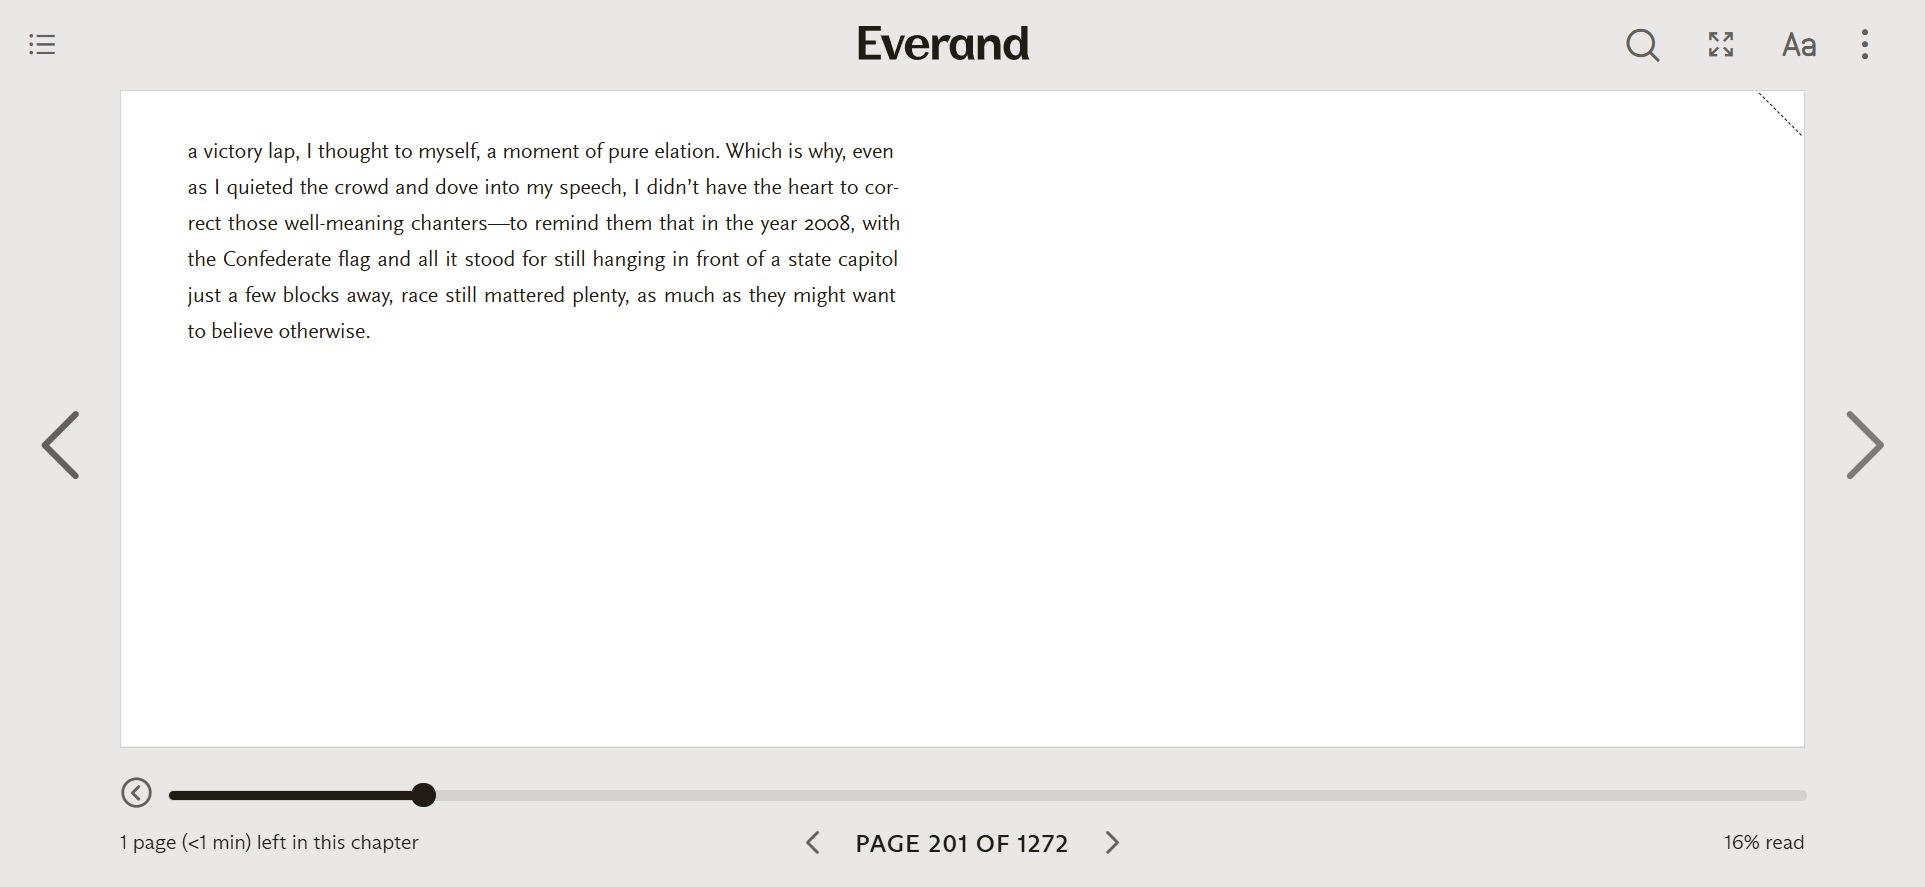 Everand
Aa
a victory lap, I thought to myself, a moment of pure elation. Which is why, even
as I quieted the crowd and dove into my speech, I didn’t have the heart to cor-
rect those well-meaning chanters—to remind them that in the year 2008, with
the Confederate flag and all it stood for still hanging in front of a state capitol
just a few blocks away, race still mattered plenty, as much as they might want
to believe otherwise.
1 page (<1 min) left in this chapter
PAGE 201 OF 1272
16% read